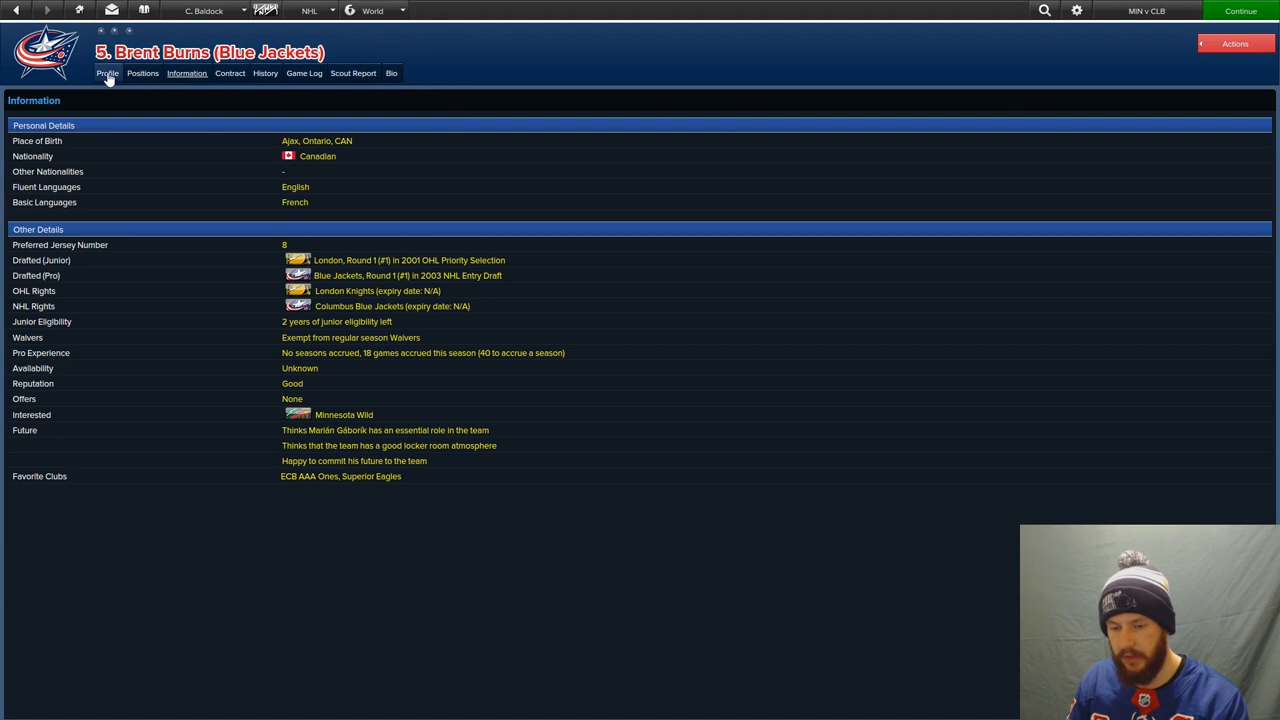 C. Baldock NHL World MIN v CLB Continue
5. Brent Burns (Blue Jackets)
Actions
Profile Positions Information Contract History Game Log Scout Report Bio
Information
Personal Details
Place of Birth Ajax, Ontario, CAN
Nationality Canadian
Other Nationalities -
Fluent Languages English
Basic Languages French
Other Details
Preferred Jersey Number 8
Drafted (Junior) London, Round 1 (#1) in 2001 OHL Priority Selection
Drafted (Pro) Blue Jackets, Round 1 (#1) in 2003 NHL Entry Draft
OHL Rights London Knights (expiry date: N/A)
NHL Rights Columbus Blue Jackets (expiry date: N/A)
Junior Eligibility 2 years of junior eligibility left
Waivers Exempt from regular season Waivers
Pro Experience No seasons accrued, 18 games accrued this season (40 to accrue a season)
Availability Unknown
Reputation Good
Offers None
Interested Minnesota Wild
Future Thinks Marián Gáborík has an essential role in the team
Thinks that the team has a good locker room atmosphere
Happy to commit his future to the team
Favorite Clubs ECB AAA Ones, Superior Eagles